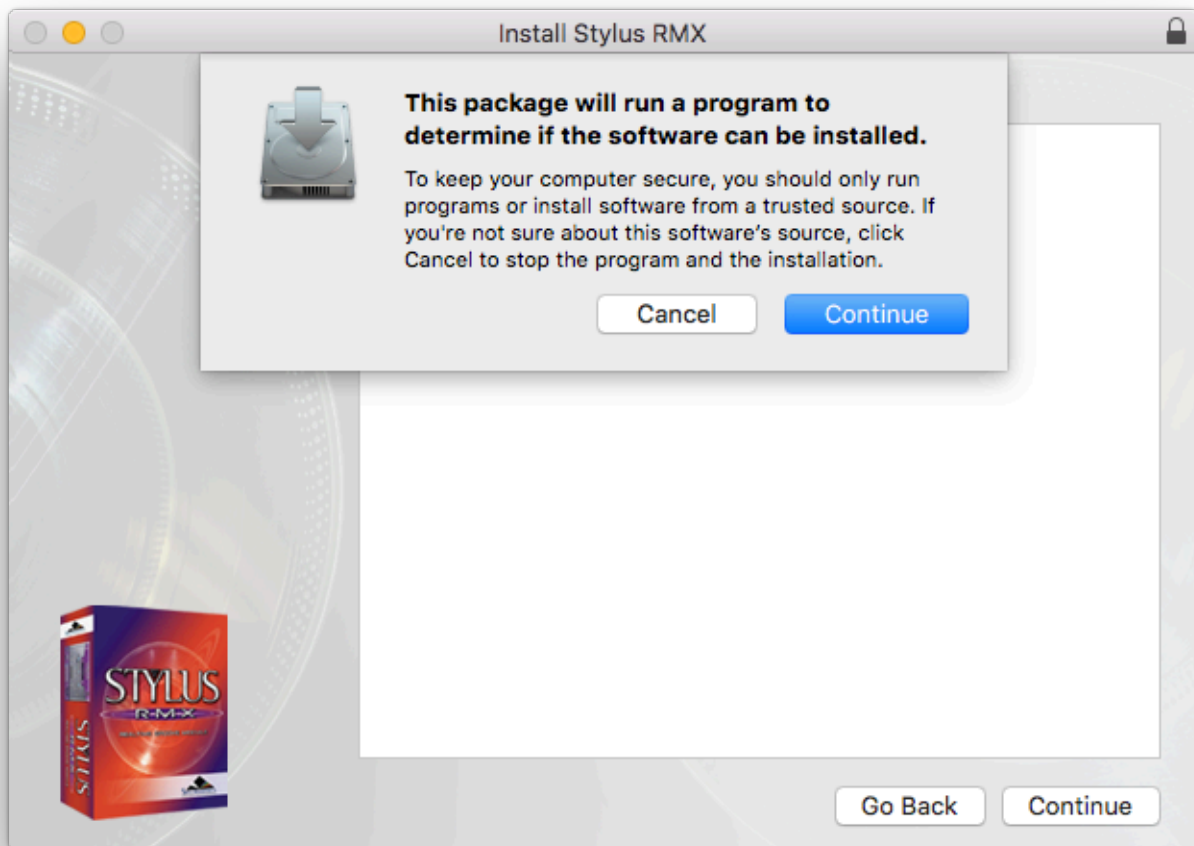 Install Stylus RMX
This package will run a program to
determine if the software can be installed.
To keep your computer secure, you should only run
programs or install software from a trusted source. If
you're not sure about this software’s source, click
Cancel to stop the program and the installation.
Cancel
Continue
STYLUS
R·M·X
STYLUS
Go Back
Continue